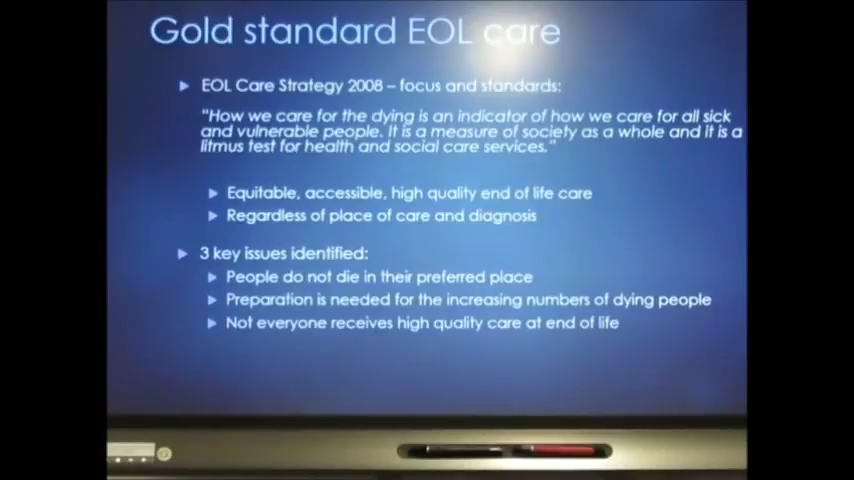 Gold standard EOL care
EOL Care Strategy 2008 – focus and standards:
"How we care for the dying is an indicator of how we care for all sick
and vulnerable people. It is a measure of society as a whole and it is a
litmus test for health and social care services."
Equitable, accessible, high quality end of life care
Regardless of place of care and diagnosis
3 key issues identified:
People do not die in their preferred place
Preparation is needed for the increasing numbers of dying people
Not everyone receives high quality care at end of life